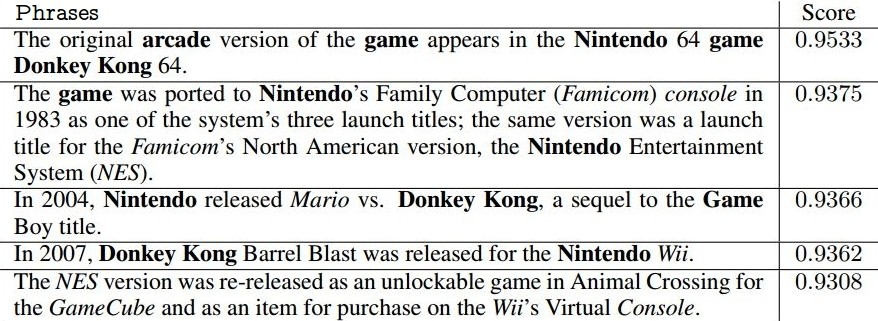 Phrases Score
The original arcade version of the game appears in the Nintendo 64 game 0.9533
Donkey Kong 64.
The game was ported to Nintendo's Family Computer (Famicom) console in 0.9375
1983 as one of the system's three launch titles; the same version was a launch
title for the Famicom's North American version, the Nintendo Entertainment
System (NES).
In 2004, Nintendo released Mario vs. Donkey Kong, a sequel to the Game 0.9366
Boy title.
In 2007, Donkey Kong Barrel Blast was released for the Nintendo Wii. 0.9362
The NES version was re-released as an unlockable game in Animal Crossing for 0.9308
the GameCube and as an item for purchase on the Wii's Virtual Console.